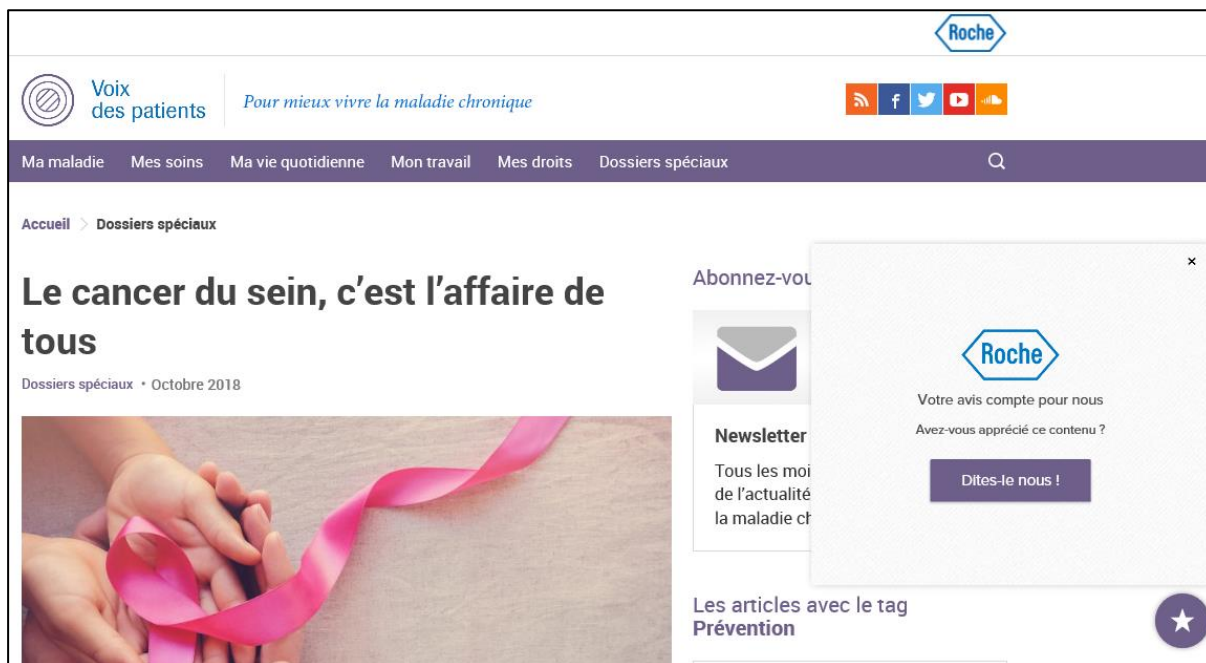 Roche
Voix
des patients
Pour mieux vivre la maladie chronique
f
Ma maladie Mes soins Ma vie quotidienne Mon travail Mes droits Dossiers spéciaux
Accueil > Dossiers spéciaux
Le cancer du sein, c’est l’affaire de
tous
Dossiers spéciaux • Octobre 2018
Newsletter
Tous les moi
de l’actualité
la maladie ch
Les articles avec le tag
Prévention
×
Roche
Votre avis compte pour nous
Avez-vous apprécié ce contenu ?
Dites-le nous !